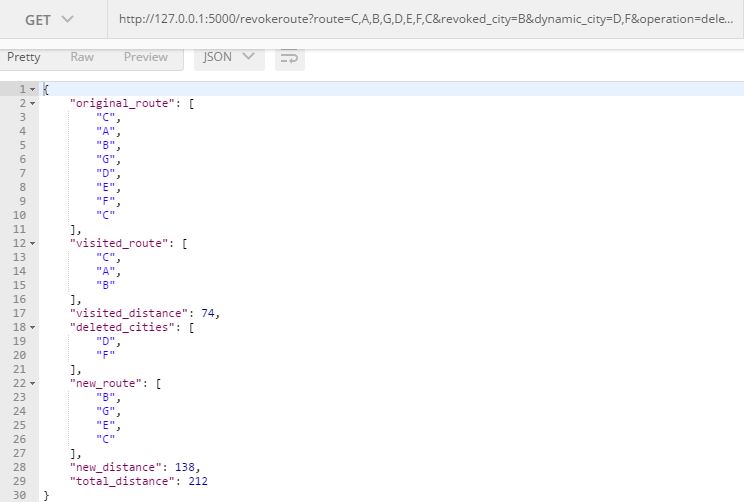 GET http://127.0.0.1:5000/revokeroute?route=C,A,B,G,D,E,F,C&revoked_city=B&dynamic_city=D,F&operation=dele...
Pretty Raw Preview JSON
1 {
2 "original_route": [
3 "C",
4 "A",
5 "B",
6 "G",
7 "D",
8 "E",
9 "F",
10 "C"
11 ],
12 "visited_route": [
13 "C",
14 "A",
15 "B"
16 ],
17 "visited_distance": 74,
18 "deleted_cities": [
19 "D",
20 "F"
21 ],
22 "new_route": [
23 "B",
24 "G",
25 "E",
26 "C"
27 ],
28 "new_distance": 138,
29 "total_distance": 212
30 }